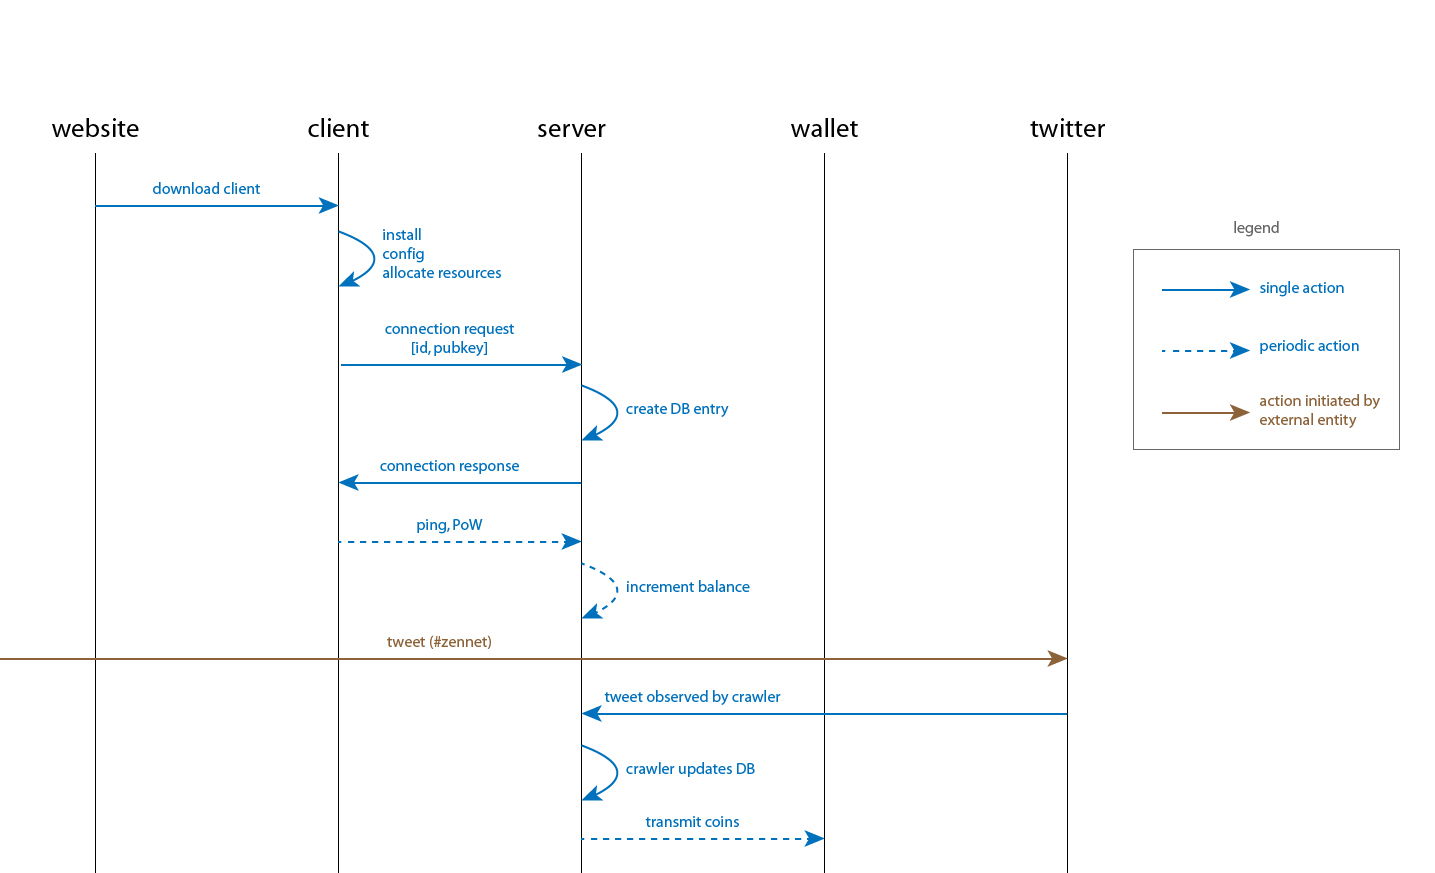 website
client
server
wallet
twitter
download client
install
config
allocate resources
connection request
[id, pubkey]
create DB entry
connection response
ping, PoW
increment balance
tweet (#zennet)
tweet observed by crawler
crawler updates DB
transmit coins
legend
single action
periodic action
action initiated by
external entity